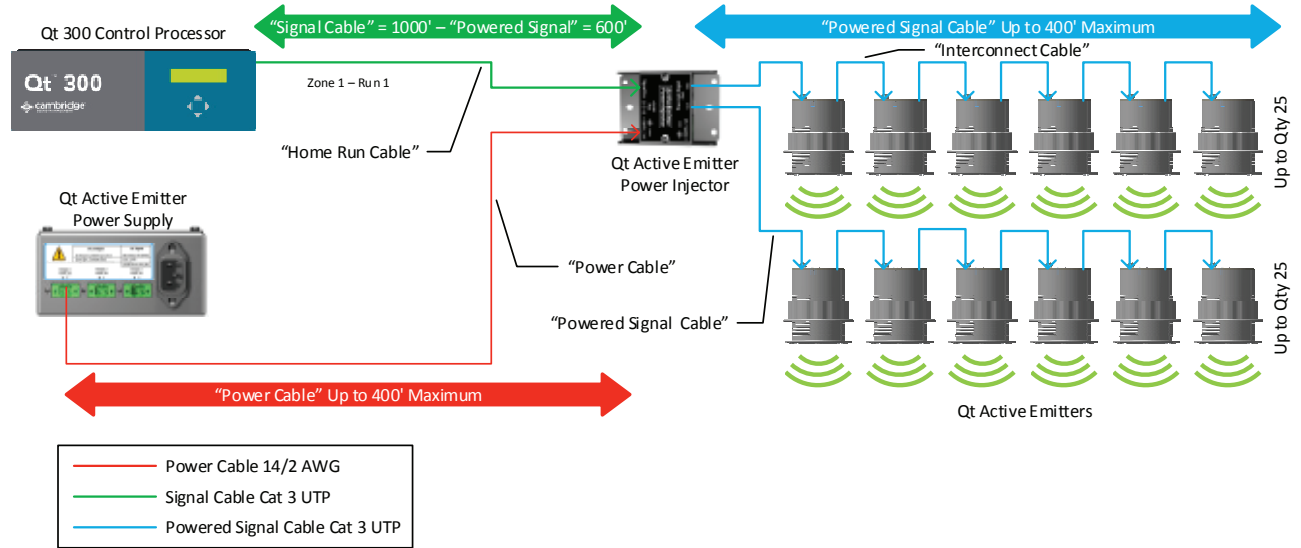 “Signal Cable” = 1000' – “Powered Signal” = 600'
“Powered Signal Cable” Up to 400' Maximum
Qt 300 Control Processor
“Interconnect Cable”
Qt 300
cambridge
Zone 1 – Run 1
“Home Run Cable”
Qt Active Emitter
Power Injector
Up to Qty 25
Qt Active Emitter
Power Supply
“Power Cable”
“Powered Signal Cable”
Up to Qty 25
“Power Cable” Up to 400' Maximum
Qt Active Emitters
Power Cable 14/2 AWG
Signal Cable Cat 3 UTP
Powered Signal Cable Cat 3 UTP